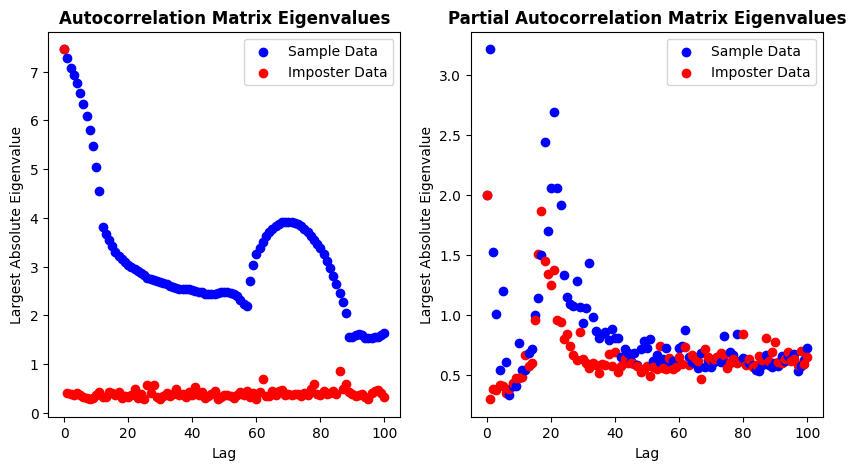 Autocorrelation Matrix Eigenvalues
Sample Data
Imposter Data
Largest Absolute Eigenvalue
7
6
5
4
3
2
1
0
0
20
40
60
80
100
Lag
Partial Autocorrelation Matrix Eigenvalues
Sample Data
Imposter Data
Largest Absolute Eigenvalue
3.0
2.5
2.0
1.5
1.0
0.5
0
20
40
60
80
100
Lag